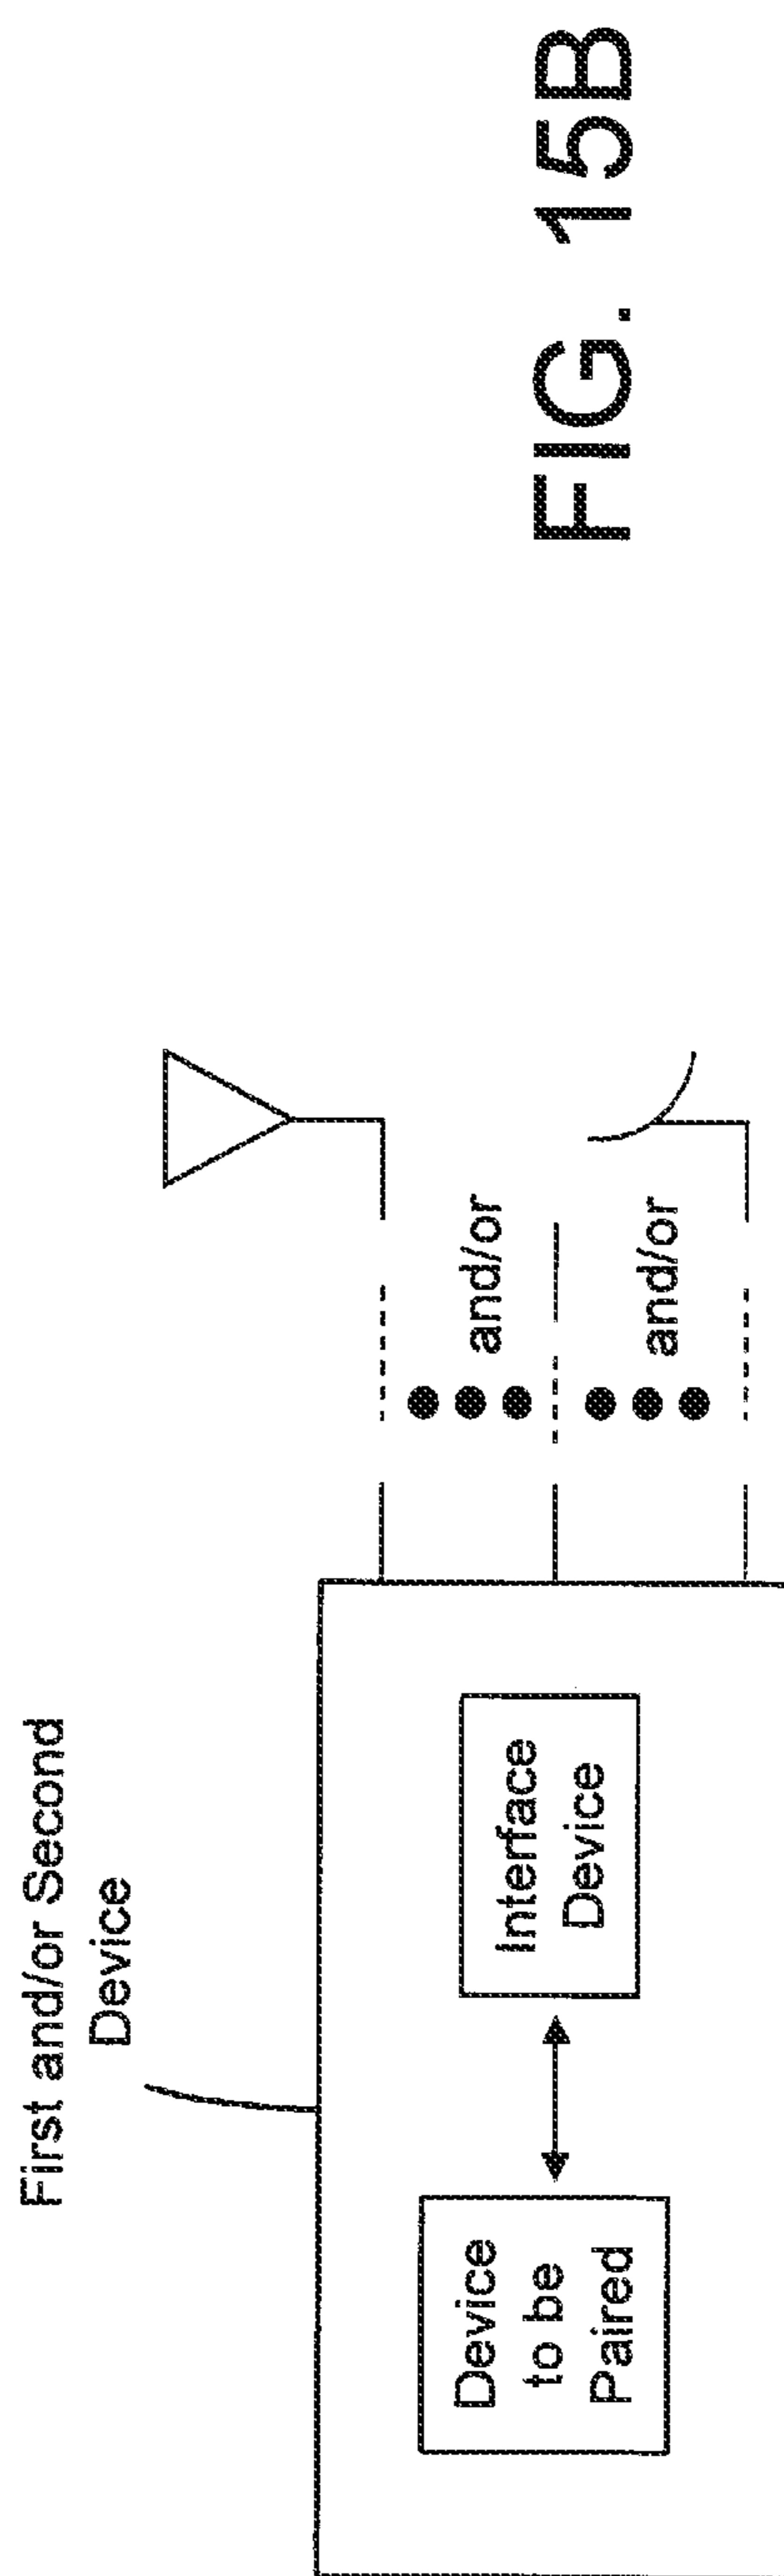 First and/or Second
Device
Device
to be
Paired
Interface
Device
and/or
and/or
FIG. 15B